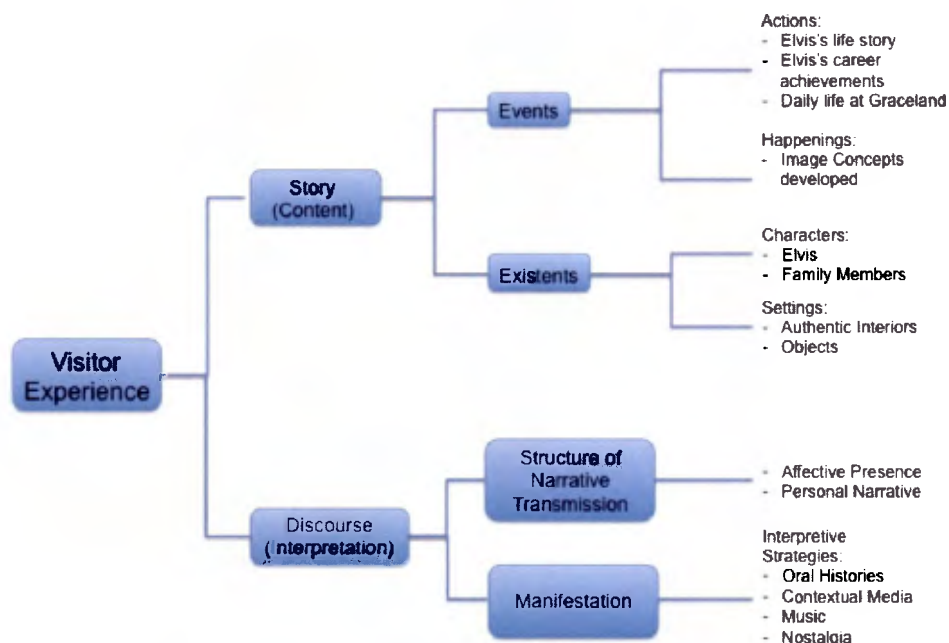 Actions:
- Elvis's life story
- Elvis's career
achievements
- Daily life at Graceland
Events
Happenings:
- Image Concepts
developed
Story
(Content)
Characters:
- Elvis
- Family Members
Existents
Settings:
- Authentic Interiors
- Objects
Visitor
Experience
Structure of
Narrative
Transmission
- Affective Presence
- Personal Narrative
Discourse
(Interpretation)
Interpretive
Strategies:
- Oral Histories
- Contextual Media
- Music
- Nostalgia
Manifestation